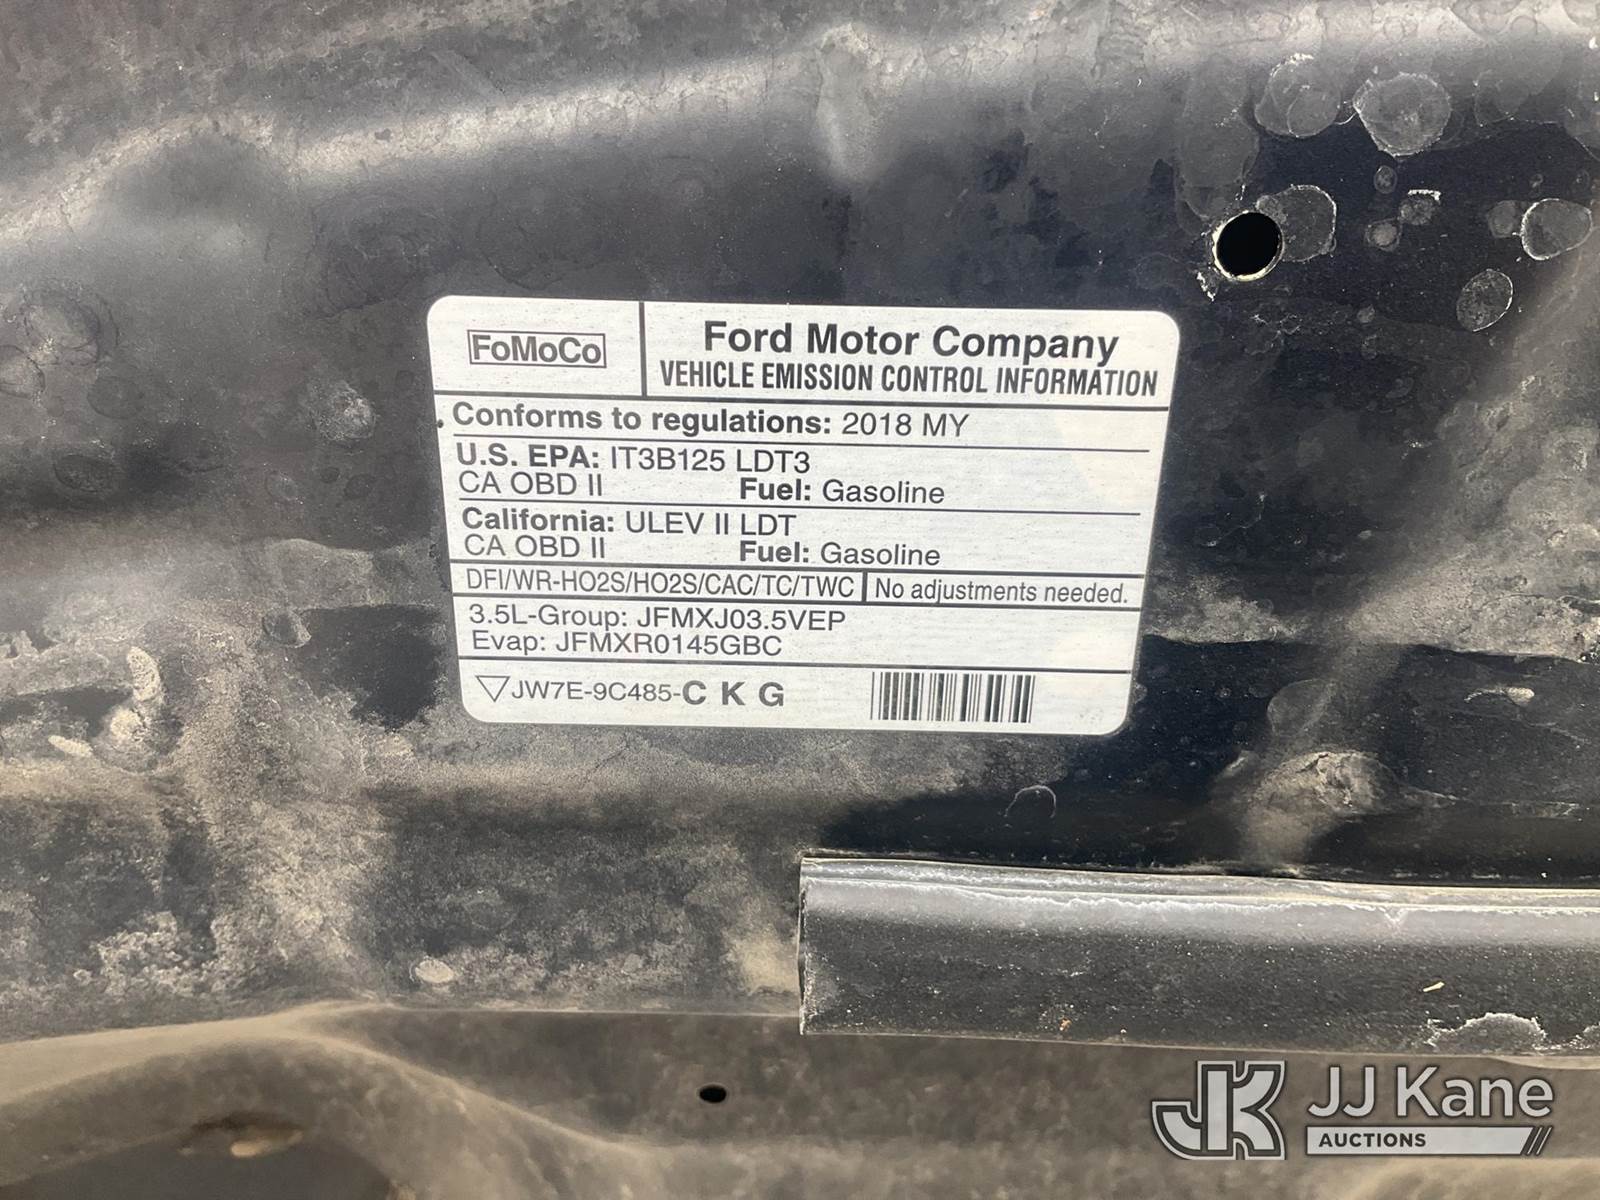 FoMoCo
Ford Motor Company
VEHICLE EMISSION CONTROL INFORMATION
Conforms to regulations: 2018 MY
U.S. EPA: IT3B125 LDT3
CA OBD II Fuel: Gasoline
California: ULEV II LDT
CA OBD II Fuel: Gasoline
DFI/WR-HO2S/HO2S/CAC/TC/TWC No adjustments needed.
3.5L-Group: JFMXJ03.5VEP
Evap: JFMXR0145GBC
JW7E-9C485-C K G
JK JJ Kane
AUCTIONS